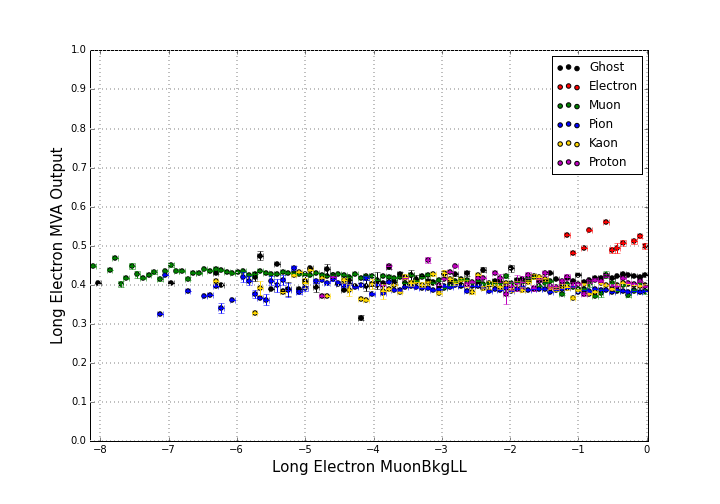 1.0
0.9
0.8
0.7
0.6
0.5
0.4
0.3
0.2
0.1
0.0
Long Electron MVA Output
Ghost
Electron
Muon
Pion
Kaon
Proton
−8 −7 −6 −5 −4 −3 −2 −1 0
Long Electron MuonBkgLL